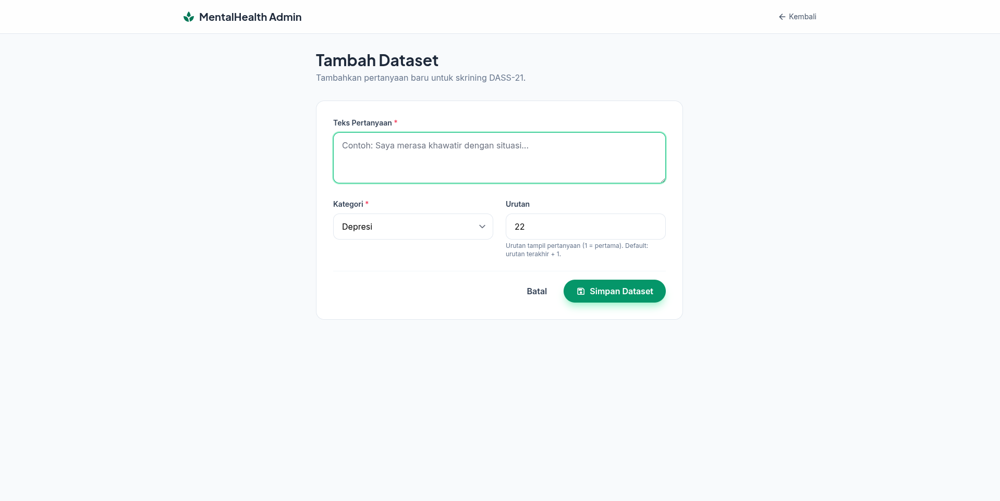 MentalHealth Admin
Kembali
Tambah Dataset
Tambahkan pertanyaan baru untuk skrining DASS-21.
Teks Pertanyaan *
Contoh: Saya merasa khawatir dengan situasi...
Kategori *
Urutan
Depresi
22
Urutan tampil pertanyaan (1 = pertama). Default:
urutan terakhir + 1.
Batal
Simpan Dataset